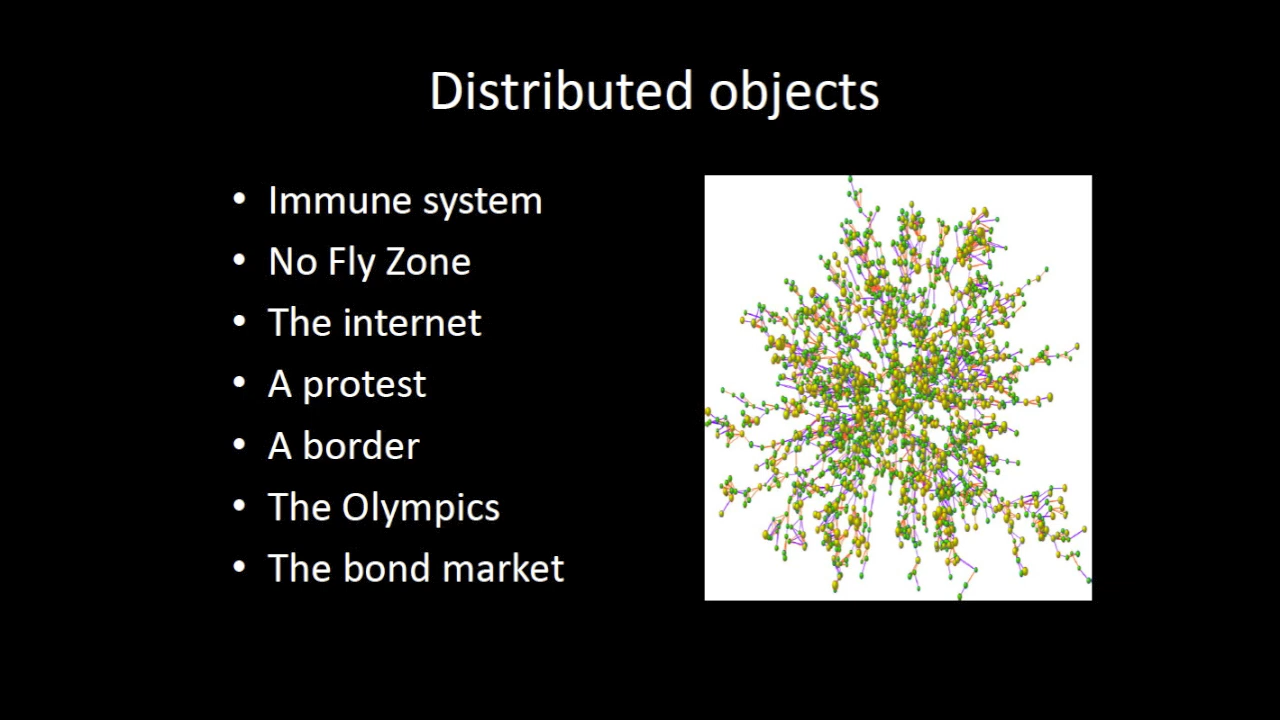 Distributed objects
• Immune system
• No Fly Zone
• The internet
• A protest
• A border
• The Olympics
• The bond market